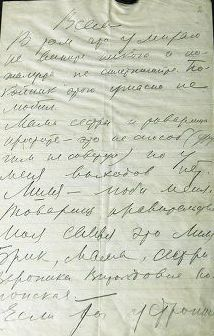 Всем
В том что умираю
не вините никого и по-
жалуйста не сплетничайте. По-
койник этого ужасно не
любил.
Мама сестры и товарищи
простите – это не способ (дру-
гим не советую) но у
меня выходов нет.
Лиля – люби меня.
Товарищ правительство
моя семья это Лиля
Брик, мама, сестры
Вероника Витольдовна По-
лонская –
Если ты устроишь